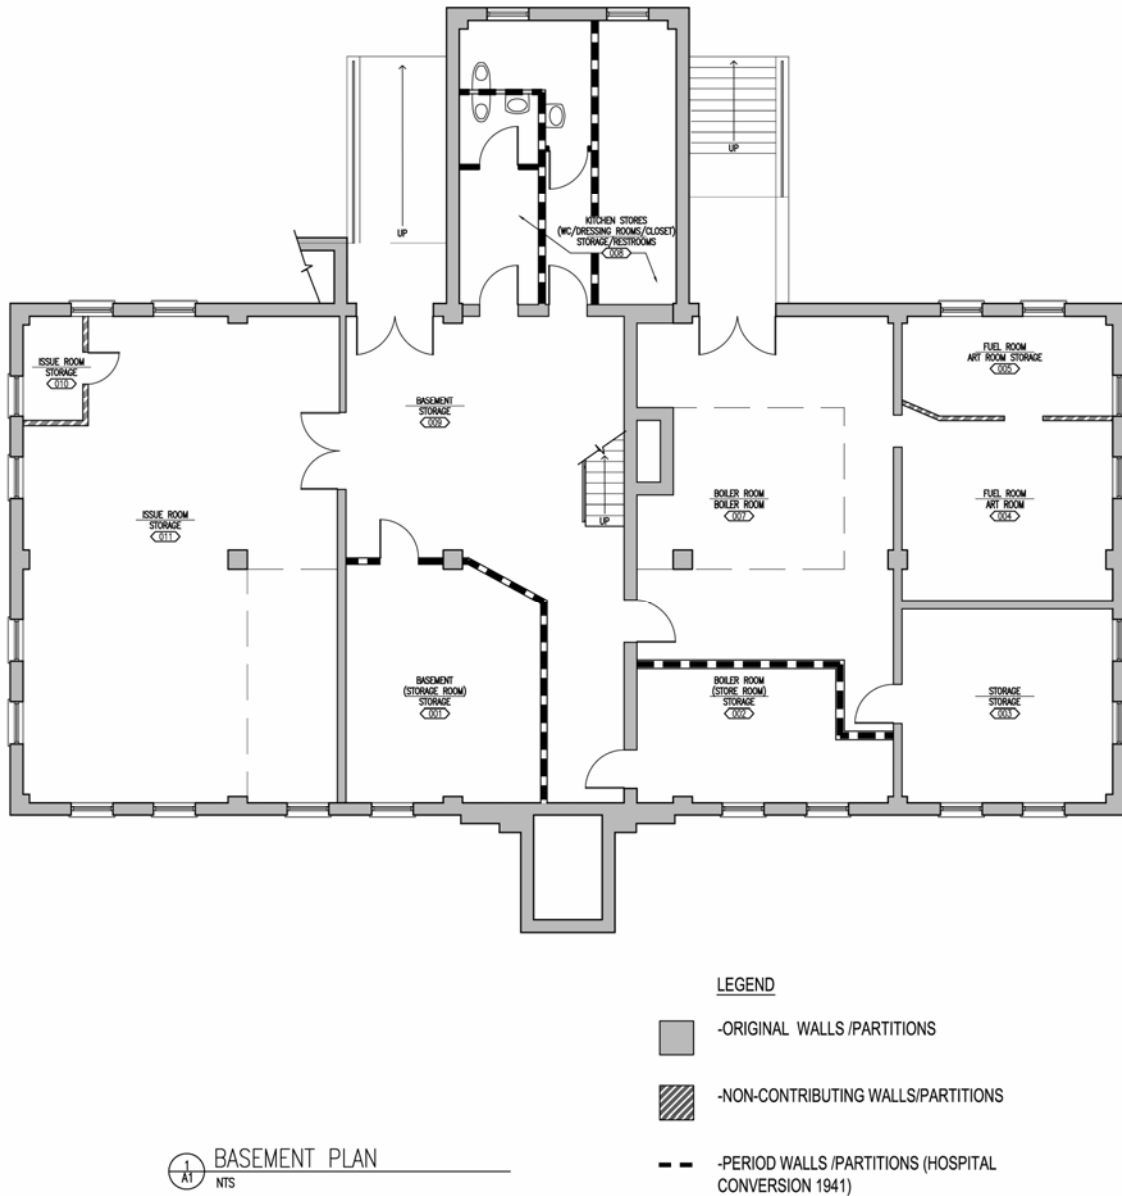 UP
UP
KITCHEN STORES
(WC/DRESSING ROOMS/CLOSET)
STORAGE/RESTROOMS
008
ISSUE ROOM
STORAGE
010
FUEL ROOM
ART ROOM STORAGE
005
BASEMENT
STORAGE
009
ISSUE ROOM
STORAGE
011
UP
BOILER ROOM
BOILER ROOM
007
FUEL ROOM
ART ROOM
004
BASEMENT
(STORAGE ROOM)
STORAGE
001
BOILER ROOM
(STORE ROOM)
STORAGE
002
STORAGE
STORAGE
003
LEGEND
-ORIGINAL WALLS /PARTITIONS
-NON-CONTRIBUTING WALLS/PARTITIONS
-PERIOD WALLS /PARTITIONS (HOSPITAL
CONVERSION 1941)
1
A1
BASEMENT PLAN
NTS